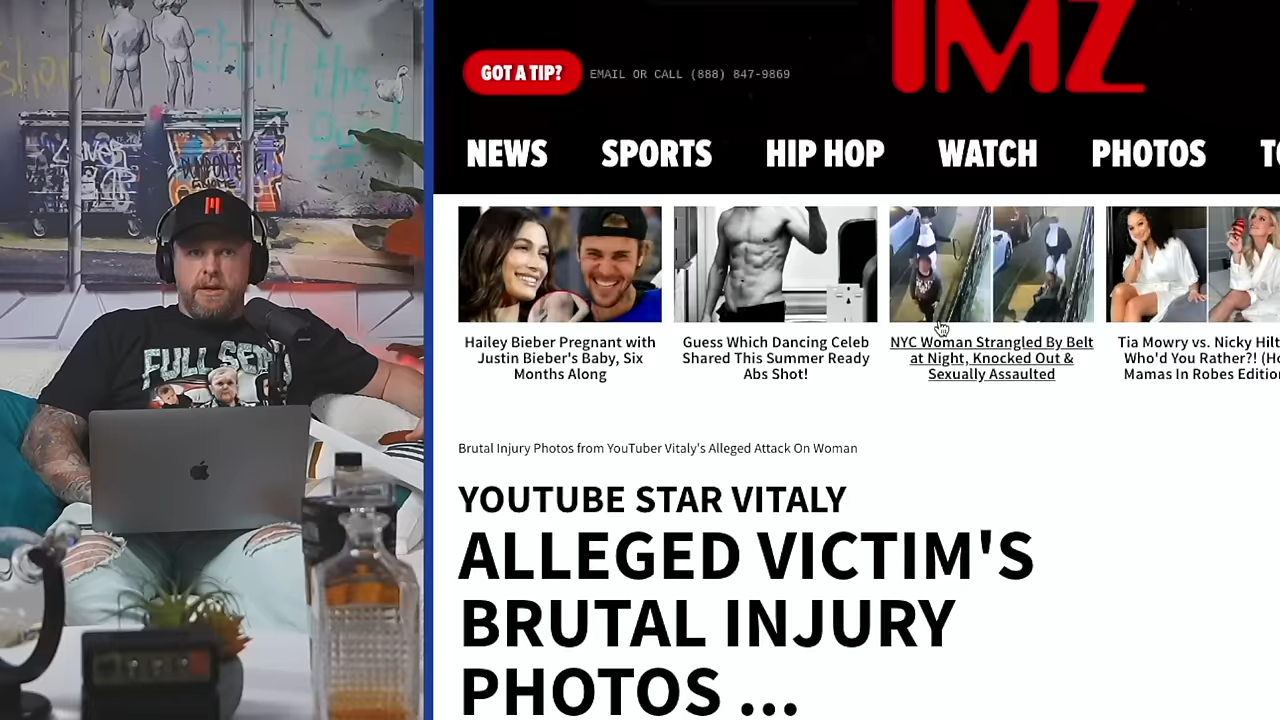 TMZ
GOT A TIP?
EMAIL OR CALL (888) 847-9869
NEWS SPORTS HIP HOP WATCH PHOTOS
Hailey Bieber Pregnant with
Justin Bieber's Baby, Six
Months Along
Guess Which Dancing Celeb
Shared This Summer Ready
Abs Shot!
NYC Woman Strangled By Belt
at Night, Knocked Out &
Sexually Assaulted
Tia Mowry vs. Nicky Hilt
Who'd You Rather?! (Ho
Mamas In Robes Edition
Brutal Injury Photos from YouTuber Vitaly's Alleged Attack On Woman
YOUTUBE STAR VITALY
ALLEGED VICTIM'S
BRUTAL INJURY
PHOTOS ...
FULL SE